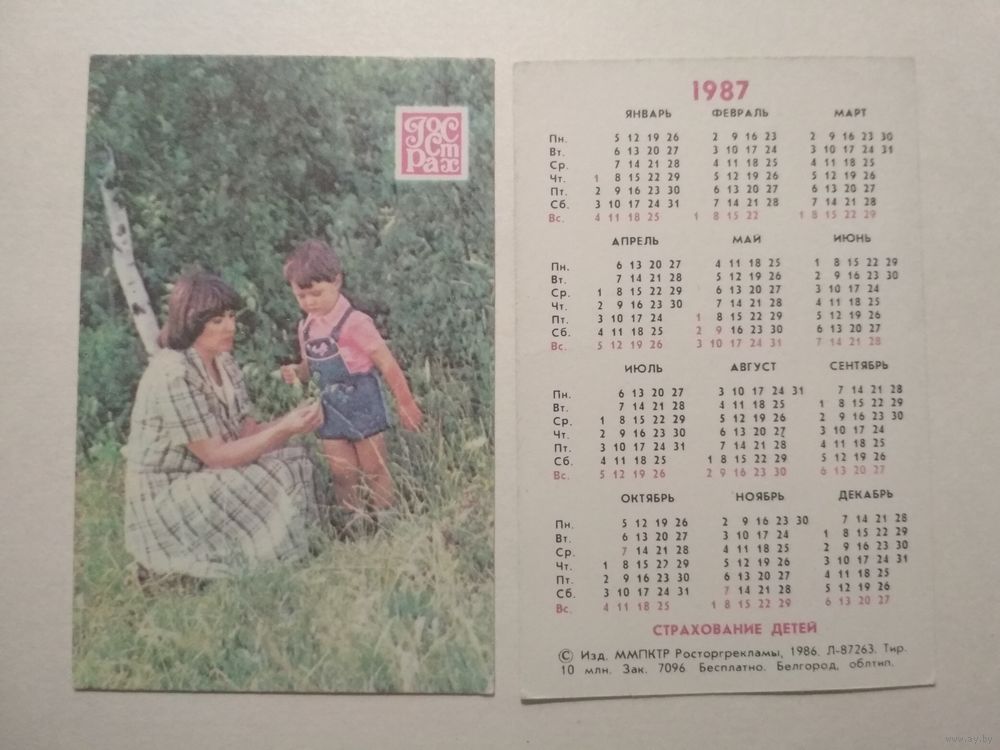 Гос
Ст
Рах
1987
ЯНВАРЬ ФЕВРАЛЬ МАРТ
Пн. 5 12 19 26 2 9 16 23 2 9 16 23 30
Вт. 6 13 20 27 3 10 17 24 3 10 17 24 31
Ср. 7 14 21 28 4 11 18 25 4 11 18 25
Чт. 1 8 15 22 29 5 12 19 26 5 12 19 26
Пт. 2 9 16 23 30 6 13 20 27 6 13 20 27
Сб. 3 10 17 24 31 7 14 21 28 7 14 21 28
Вс. 4 11 18 25 1 8 15 22 1 8 15 22 29
АПРЕЛЬ МАЙ ИЮНЬ
Пн. 6 13 20 27 4 11 18 25 1 8 15 22 29
Вт. 7 14 21 28 5 12 19 26 2 9 16 23 30
Ср. 1 8 15 22 29 6 13 20 27 3 10 17 24
Чт. 2 9 16 23 30 7 14 21 28 4 11 18 25
Пт. 3 10 17 24 1 8 15 22 29 5 12 19 26
Сб. 4 11 18 25 2 9 16 23 30 6 13 20 27
Вс. 5 12 19 26 3 10 17 24 31 7 14 21 28
ИЮЛЬ АВГУСТ СЕНТЯБРЬ
Пн. 6 13 20 27 3 10 17 24 31 7 14 21 28
Вт. 7 14 21 28 4 11 18 25 1 8 15 22 29
Ср. 1 8 15 22 29 5 12 19 26 2 9 16 23 30
Чт. 2 9 16 23 30 6 13 20 27 3 10 17 24
Пт. 3 10 17 24 31 7 14 21 28 4 11 18 25
Сб. 4 11 18 25 1 8 15 22 29 5 12 19 26
Вс. 5 12 19 26 2 9 16 23 30 6 13 20 27
ОКТЯБРЬ НОЯБРЬ ДЕКАБРЬ
Пн. 5 12 19 26 2 9 16 23 30 7 14 21 28
Вт. 6 13 20 27 3 10 17 24 1 8 15 22 29
Ср. 7 14 21 28 4 11 18 25 2 9 16 23 30
Чт. 1 8 15 22 29 5 12 19 26 3 10 17 24 31
Пт. 2 9 16 23 30 6 13 20 27 4 11 18 25
Сб. 3 10 17 24 31 7 14 21 28 5 12 19 26
Вс. 4 11 18 25 1 8 15 22 29 6 13 20 27
СТРАХОВАНИЕ ДЕТЕЙ
© Изд. ММПКТР Росторгрекламы, 1986. Л-87263. Тир.
10 млн. Зак. 7096. Бесплатно. Белгород, облтип.
www.ay.by